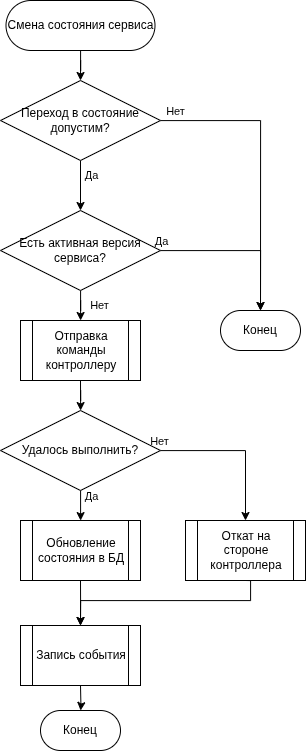 Смена состояния сервиса
Переход в состояние
допустим?
Нет
Да
Есть активная версия
сервиса?
Да
Нет
Конец
Отправка
команды
контроллеру
Удалось выполнить?
Нет
Да
Обновление
состояния в БД
Откат на
стороне
контроллера
Запись события
Конец